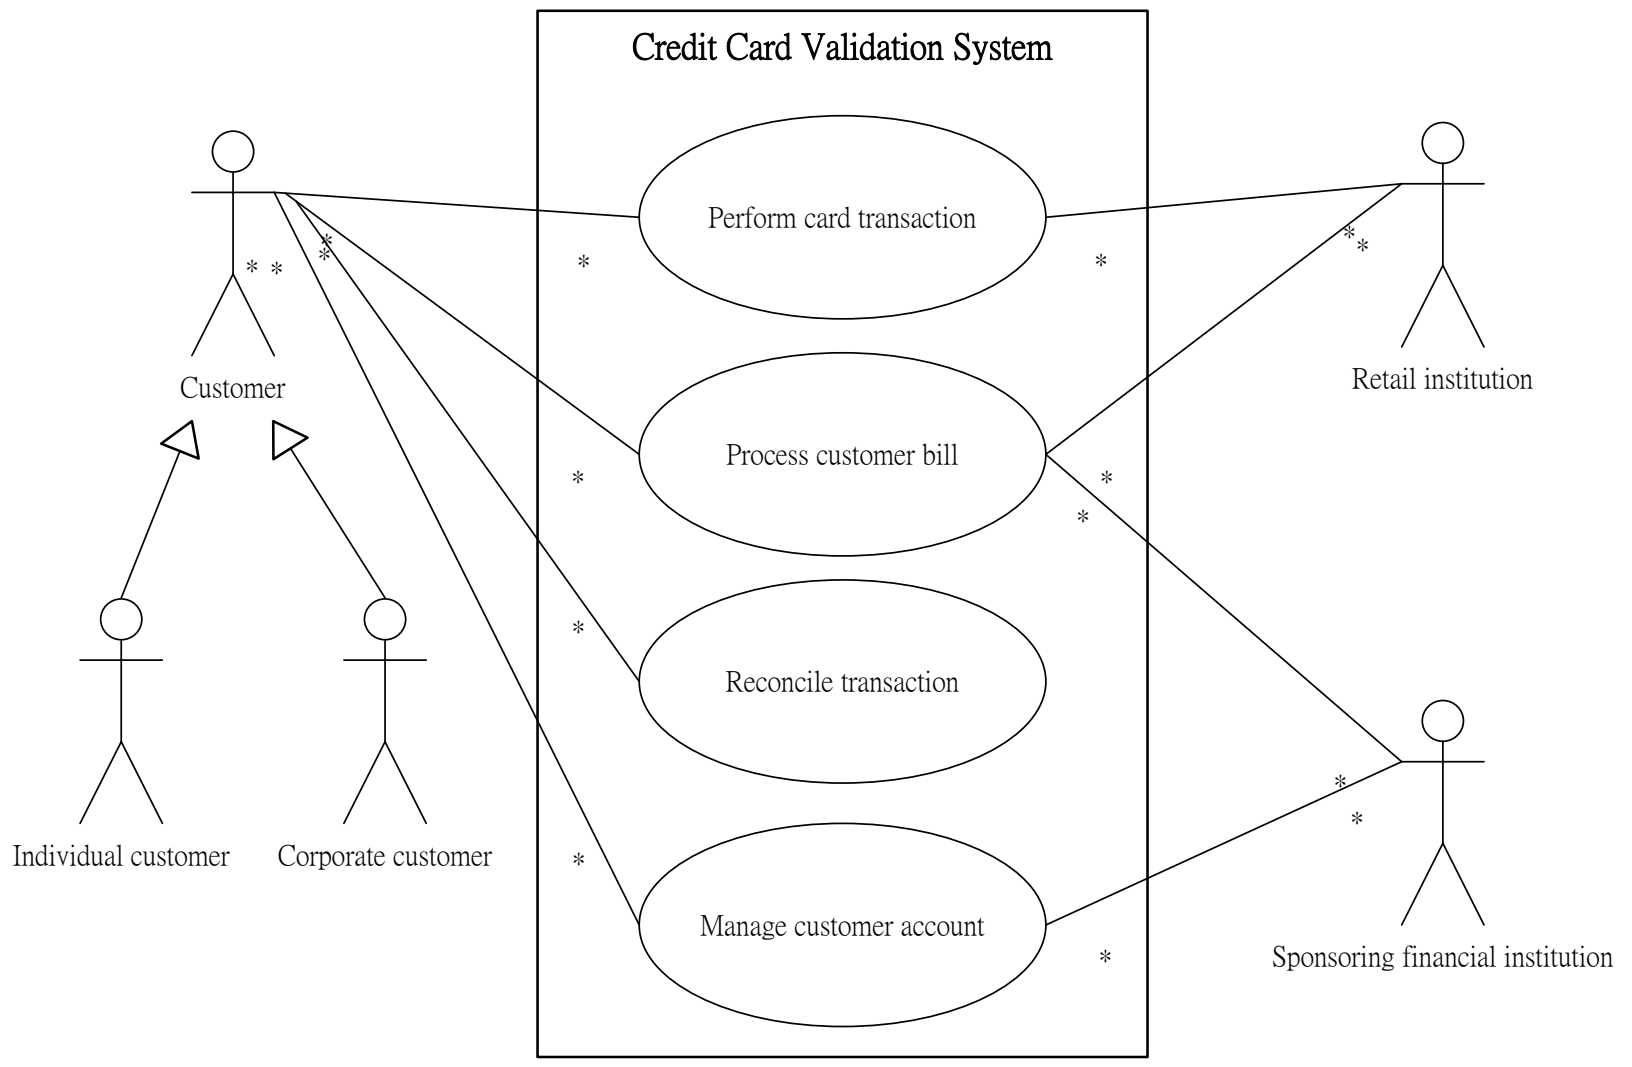 Credit Card Validation System
Perform card transaction
*
*
*
*
*
*
*
*
Customer
Retail institution
Process customer bill
*
*
*
Reconcile transaction
*
Individual customer
Corporate customer
*
*
*
Manage customer account
*
Sponsoring financial institution